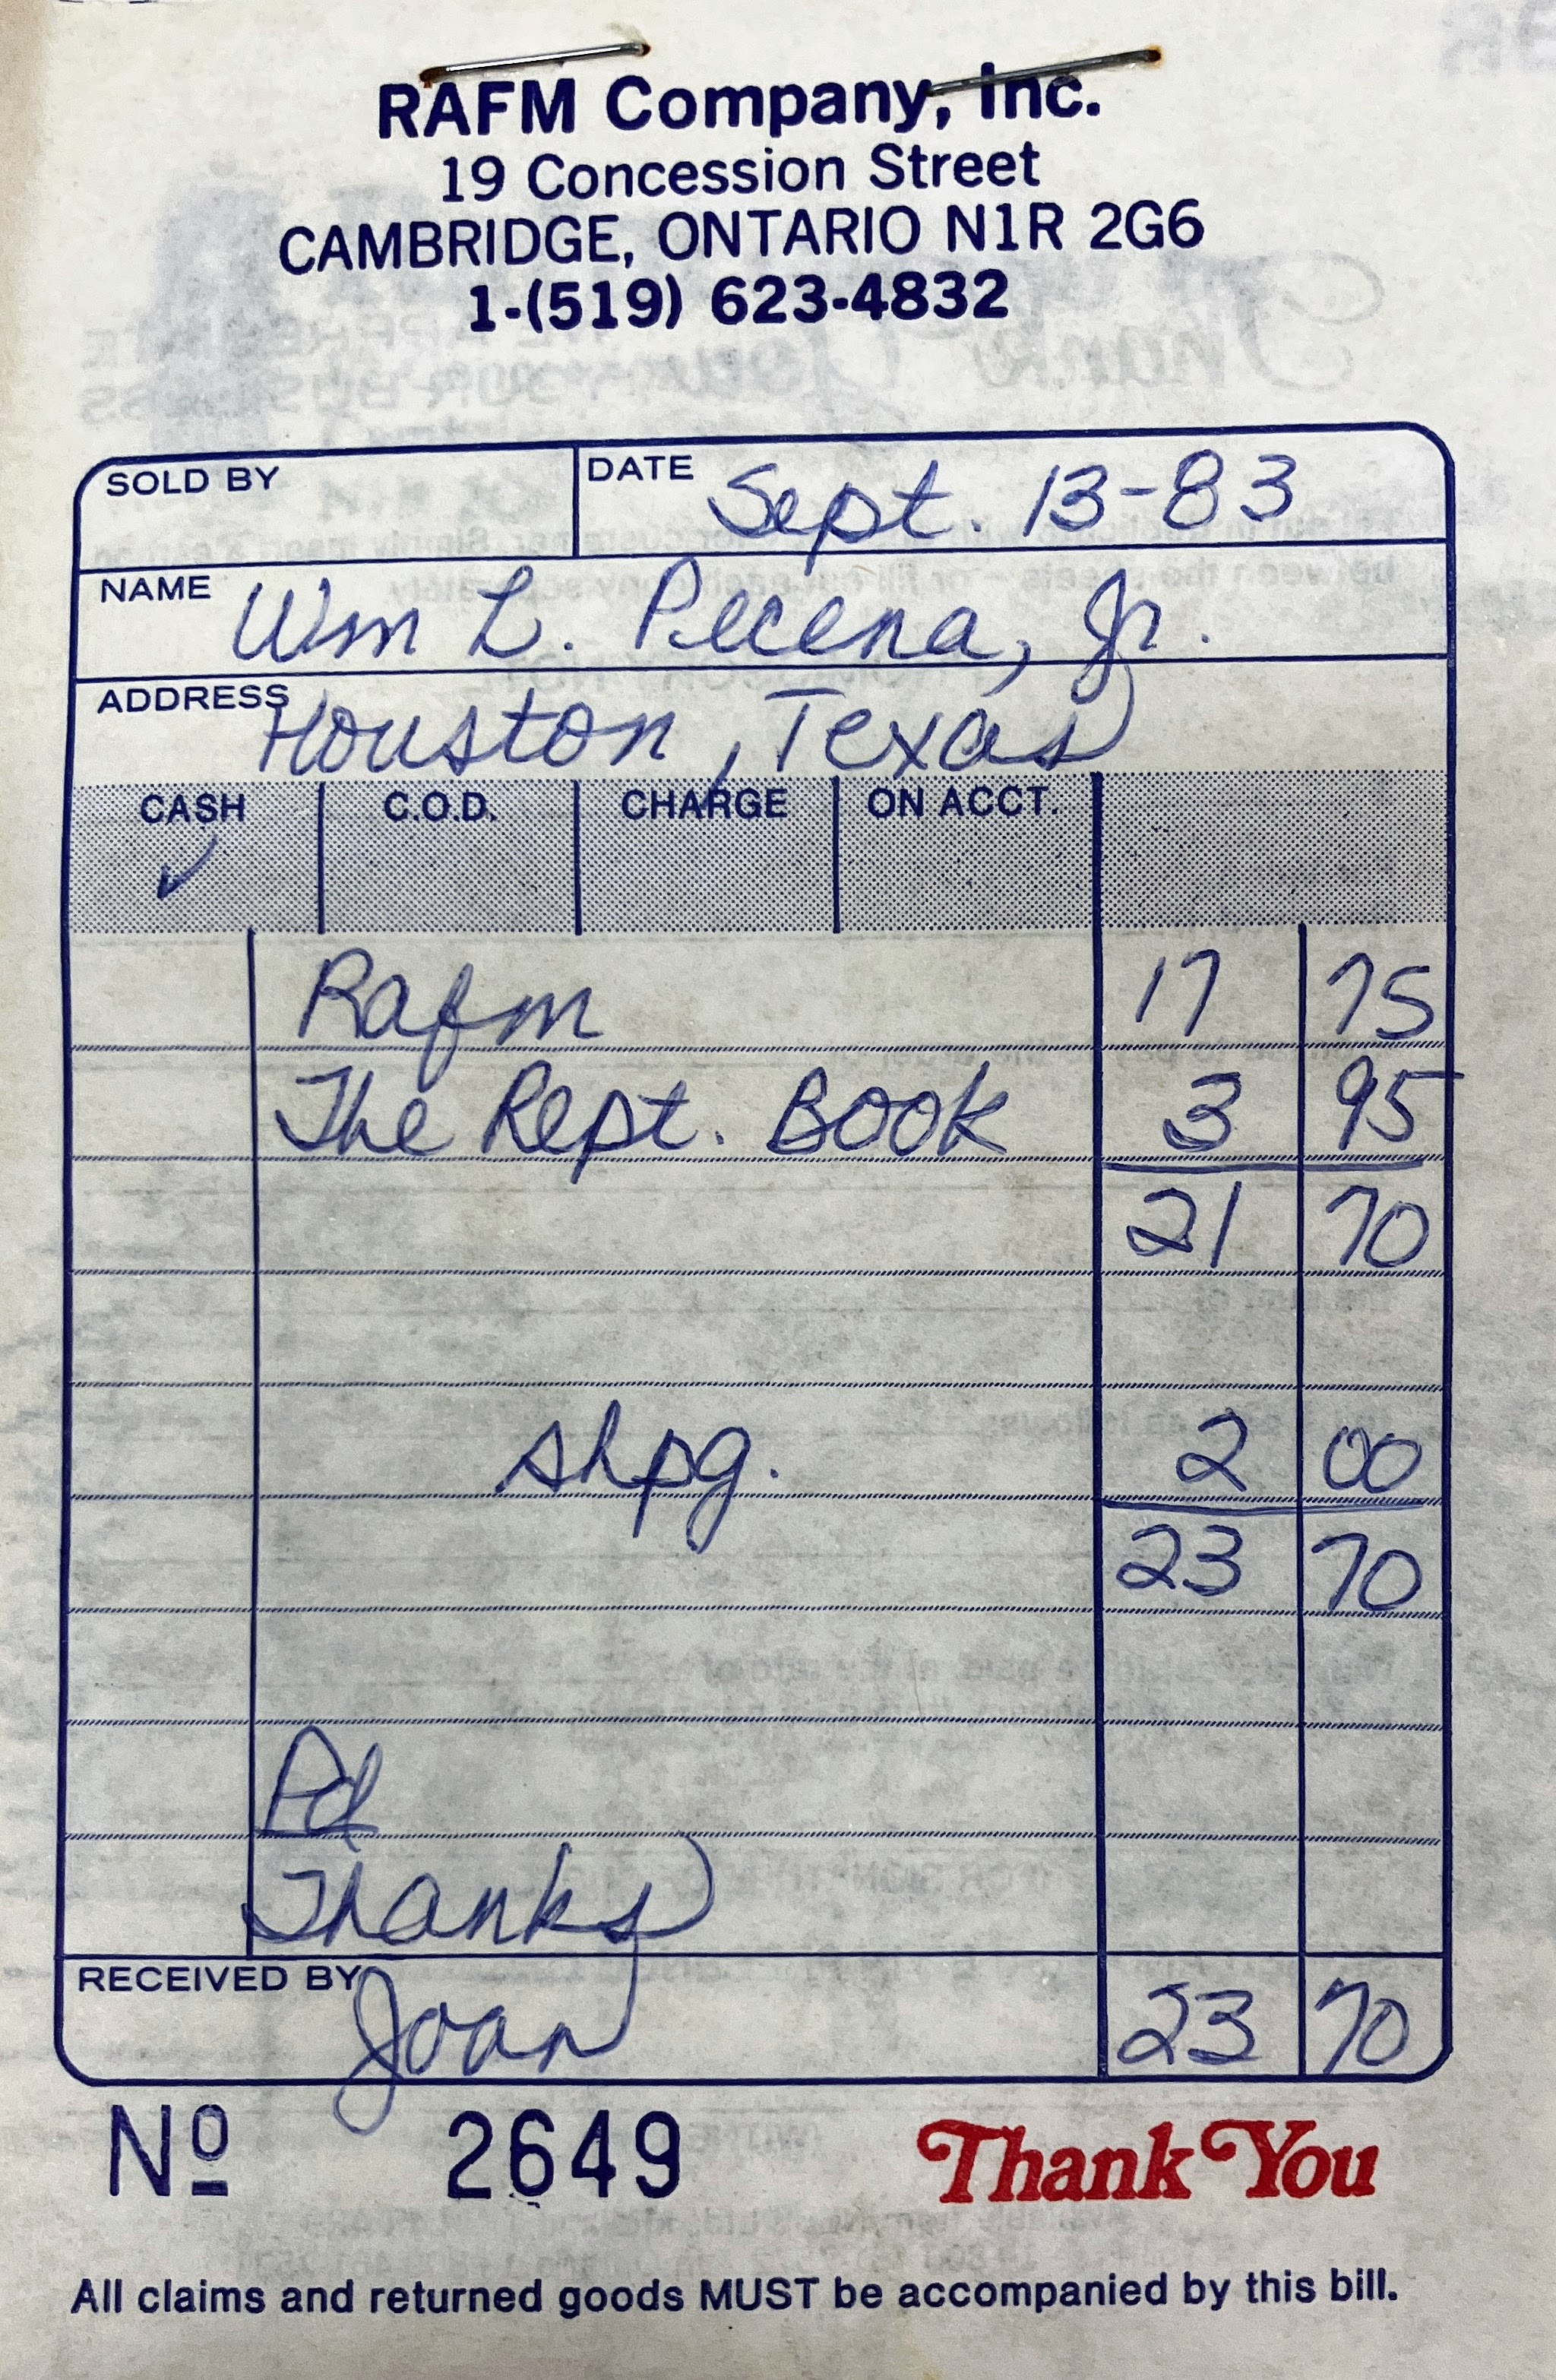 RAFM Company, Inc.
19 Concession Street
CAMBRIDGE, ONTARIO N1R 2G6
1-(519) 623-4832
SOLD BY DATE Sept. 13-83
NAME Wm L. Pecena, Jr.
ADDRESS Houston, Texas
CASH C.O.D. CHARGE ON ACCT.
✓
Rafm 17 75
The Rept. Book 3 95
21 70
shpg. 2 00
23 70
Pd
Thanks
RECEIVED BY Joan 23 70
Nº 2649 Thank You
All claims and returned goods MUST be accompanied by this bill.